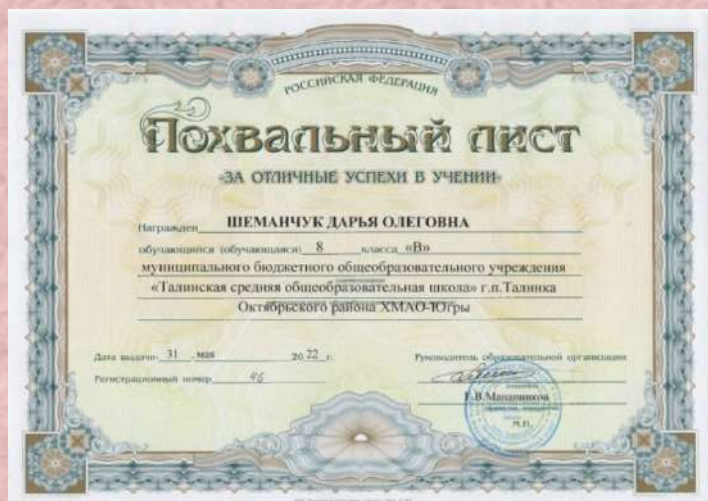 РОССИЙСКАЯ ФЕДЕРАЦИЯ
Похвальный лист
«ЗА ОТЛИЧНЫЕ УСПЕХИ В УЧЕНИИ»
Награжден ШЕМАНЧУК ДАРЬЯ ОЛЕГОВНА
обучающийся (обучающаяся) 8 класса «В»
муниципального бюджетного общеобразовательного учреждения
«Талинская средняя общеобразовательная школа» г.п.Талинка
Октябрьского района ХМАО-Югры
Дата выдачи 31 мая 20 22 г.
Руководитель образовательной организации
Регистрационный номер 46
М.П.